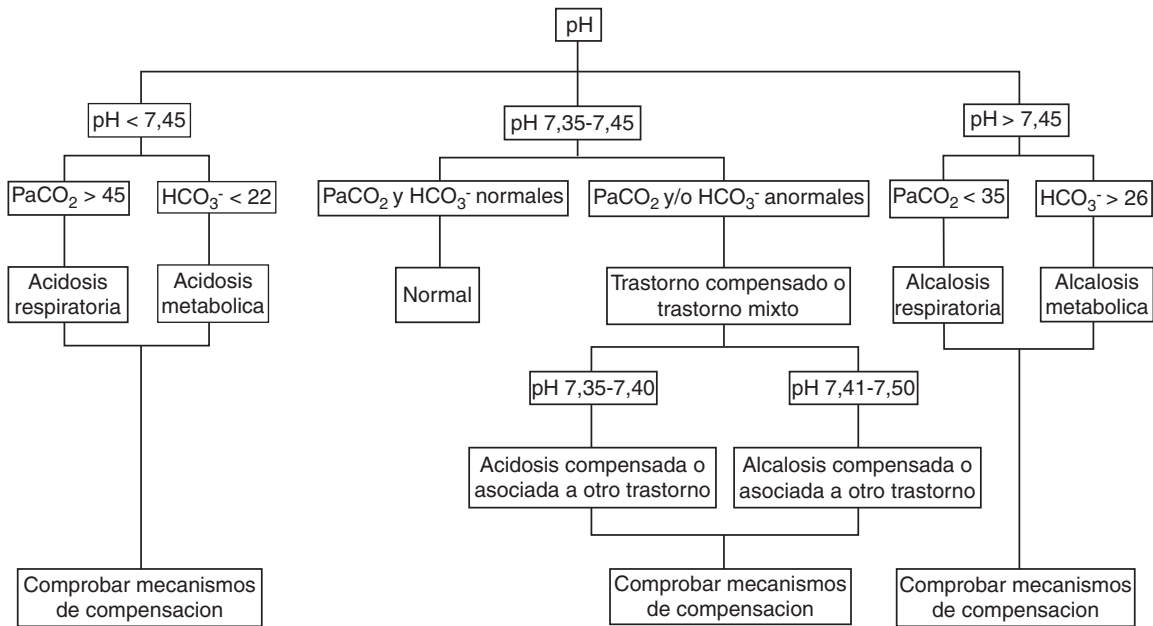 pH
pH < 7,45
pH 7,35-7,45
pH > 7,45
PaCO₂ > 45
HCO₃⁻ < 22
PaCO₂ y HCO₃⁻ normales
PaCO₂ y/o HCO₃⁻ anormales
PaCO₂ < 35
HCO₃⁻ > 26
Acidosis
respiratoria
Acidosis
metabolica
Normal
Trastorno compensado o
trastorno mixto
Alcalosis
respiratoria
Alcalosis
metabolica
pH 7,35-7,40
pH 7,41-7,50
Acidosis compensada o
asociada a otro trastorno
Alcalosis compensada o
asociada a otro trastorno
Comprobar mecanismos
de compensacion
Comprobar mecanismos
de compensacion
Comprobar mecanismos
de compensacion